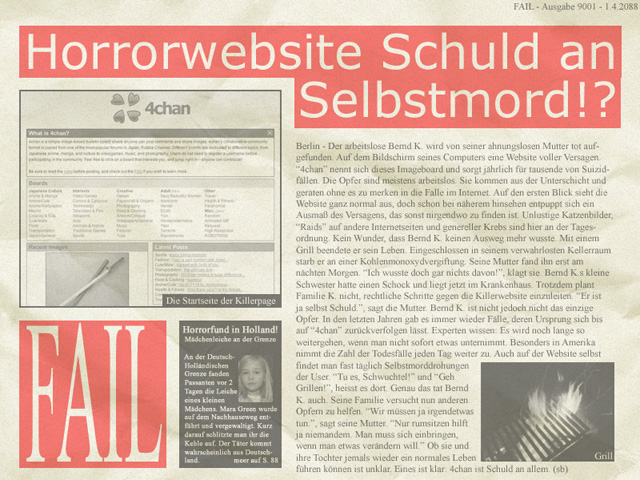 FAIL - Ausgabe 9001 - 1.4.2088
Horrorwebsite Schuld an
Selbstmord!?
4chan
What is 4chan?
Boards
Japanese Culture
Interests
Creative
Other
Recent Images
Latest Posts
Die Startseite der Killerpage
FAIL
Horrorfund in Holland!
Mädchenleiche an der Grenze
An der Deutsch-
Holländischen
Grenze fanden
Passanten vor 2
Tagen die Leiche
eines kleinen
Mädchens. Mara Green wurde
auf dem Nachhauseweg ent-
führt und vergewaltigt. Kurz
darauf schlitzte man ihr die
Kehle auf. Der Täter kommt
wahrscheinlich aus Deutsch-
land. meer auf S. 88
Berlin - Der arbeitslose Bernd K. wird von seiner ahnungslosen Mutter tot auf-
gefunden. Auf dem Bildschirm seines Computers eine Website voller Versagen.
“4chan” nennt sich dieses Imageboard und sorgt jährlich für tausende von Suizid-
fällen. Die Opfer sind meistens arbeitslos. Sie kommen aus der Unterschicht und
geraten ohne es zu merken in die Falle im Internet. Auf den ersten Blick sieht die
Website ganz normal aus, doch schon bei näherem hinsehen entpuppt sich ein
Ausmaß des Versagens, das sonst nirgendwo zu finden ist. Unlustige Katzenbilder,
“Raids” auf andere Internetseiten und genereller Krebs sind hier an der Tages-
ordnung. Kein Wunder, dass Bernd K. keinen Ausweg mehr wusste. Mit einem
Grill beendete er sein Leben. Eingeschlossen in seinem verwahrlosten Kellerraum
starb er an einer Kohlenmonoxydvergiftung. Seine Mutter fand ihn erst am
nächten Morgen. “Ich wusste doch gar nichts davon!”, klagt sie. Bernd K.s kleine
Schwester hatte einen Schock und liegt jetzt im Krankenhaus. Trotzdem plant
Familie K. nicht, rechtliche Schritte gegen die Killerwebsite einzuleiten. “Er ist
ja selbst Schuld.”, sagt die Mutter. Bernd K. ist nicht jedoch nicht das einzige
Opfer. In den letzten Jahren gab es immer wieder Fälle, deren Ursprung sich bis
auf “4chan” zurückverfolgen lässt. Experten wissen: Es wird noch lange so
weitergehen, wenn man nicht sofort etwas unternimmt. Besonders in Amerika
nimmt die Zahl der Todesfälle jeden Tag weiter zu. Auch auf der Website selbst
findet man fast täglich Selbstmorddrohungen
der User. “Tu es, Schwuchtel!” und “Geh
Grillen!”, heisst es dort. Genau das tat Bernd
K. auch. Seine Familie versucht nun anderen
Opfern zu helfen. “Wir müssen ja irgendetwas
tun.”, sagt seine Mutter. “Nur rumsitzen hilft
ja niemandem. Man muss sich einbringen,
wenn man etwas verändern will.” Ob sie und
ihre Tochter jemals wieder ein normales Leben
führen können ist unklar. Eines ist klar: 4chan ist Schuld an allem. (sb)
Grill